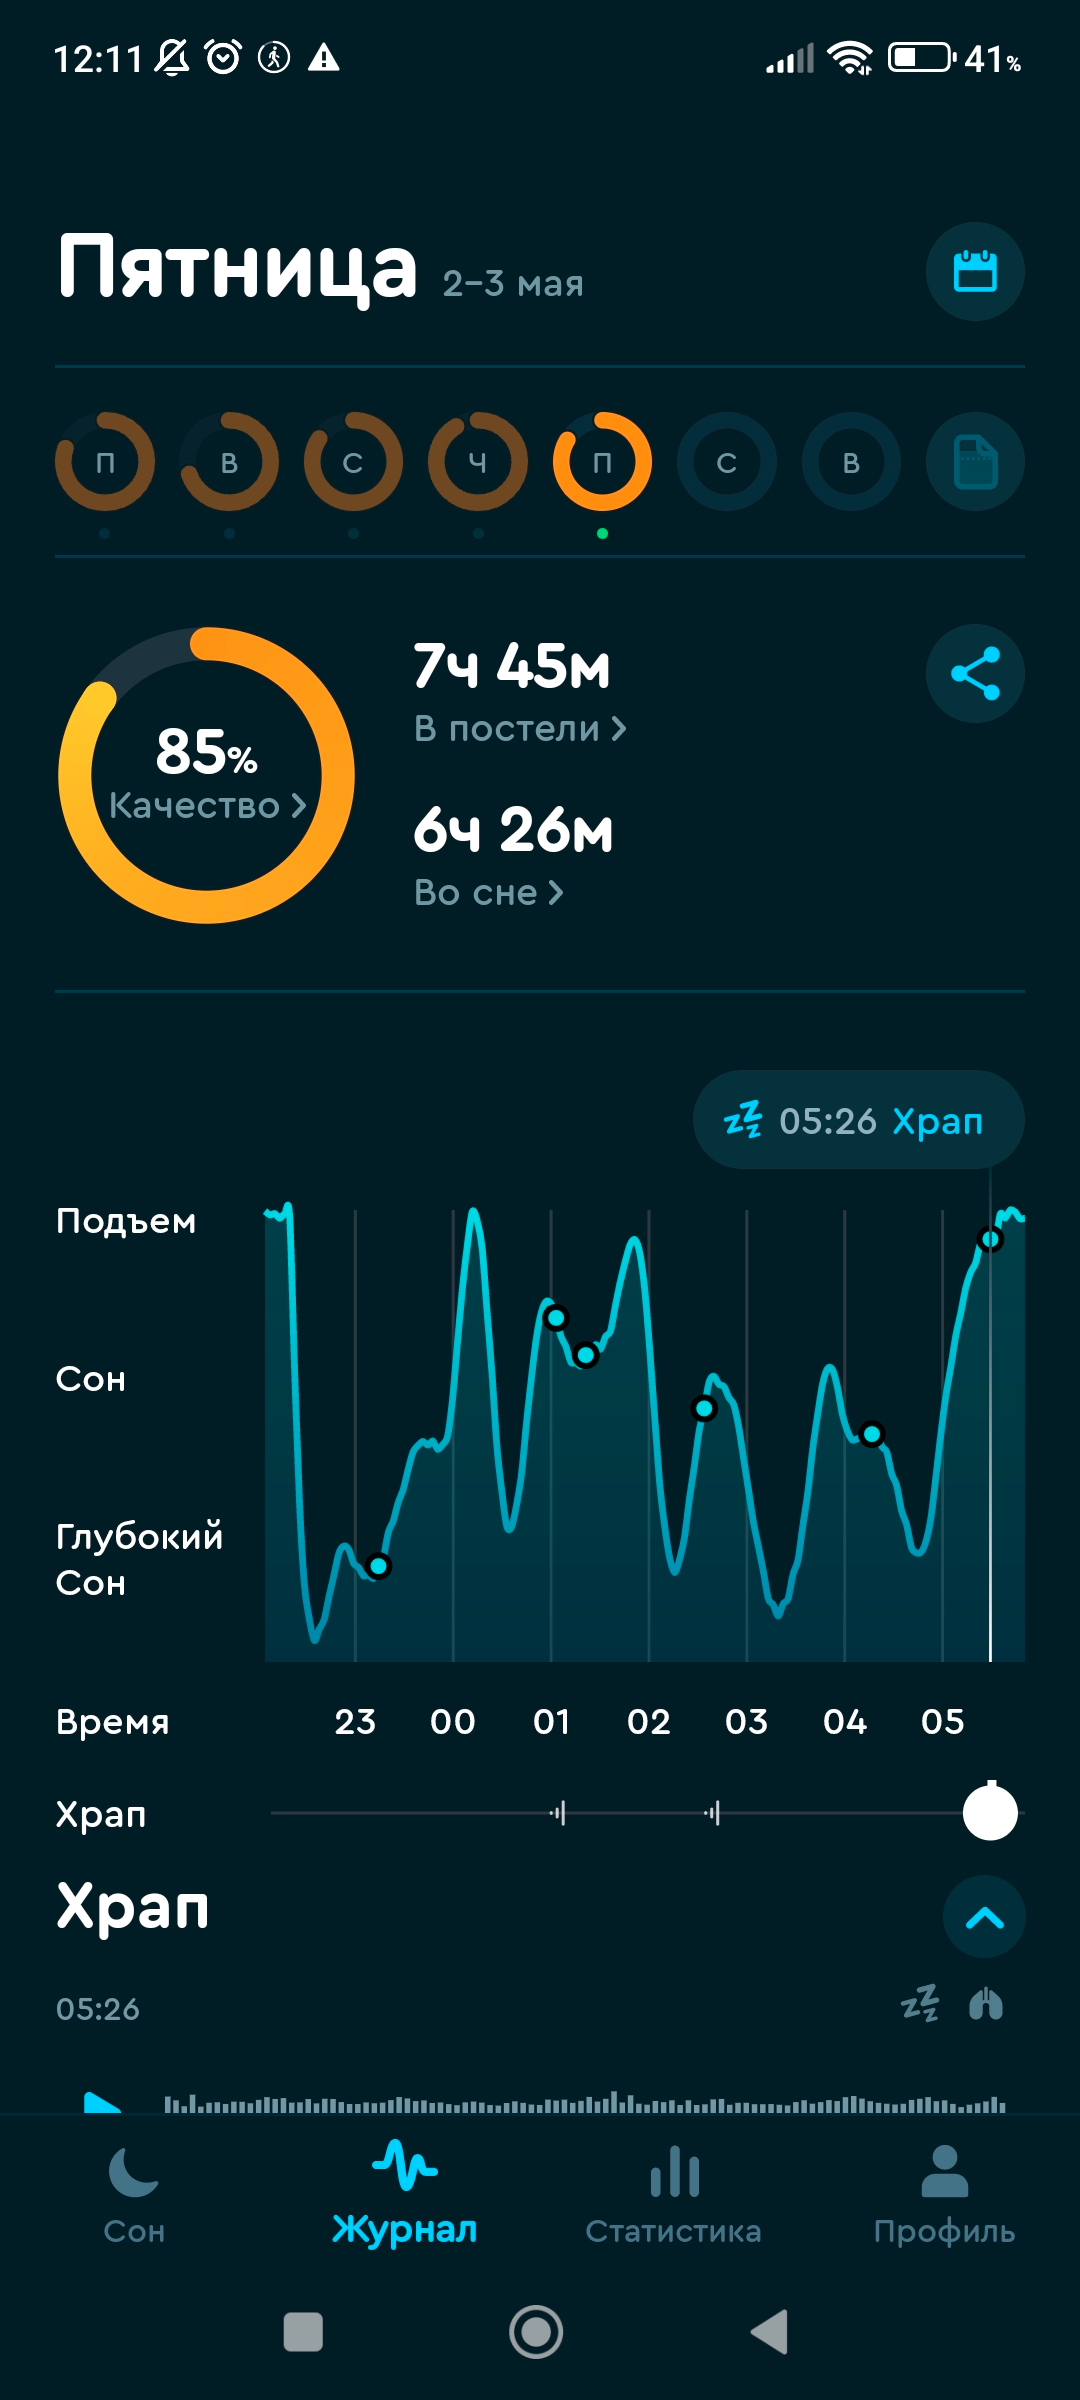 12:11 41%
Пятница 2–3 мая
П В С Ч П С В
85%
Качество
7ч 45м
В постели
6ч 26м
Во сне
05:26 Храп
Подъем
Сон
Глубокий
Сон
Время 23 00 01 02 03 04 05
Храп
Храп
05:26
Сон Журнал Статистика Профиль